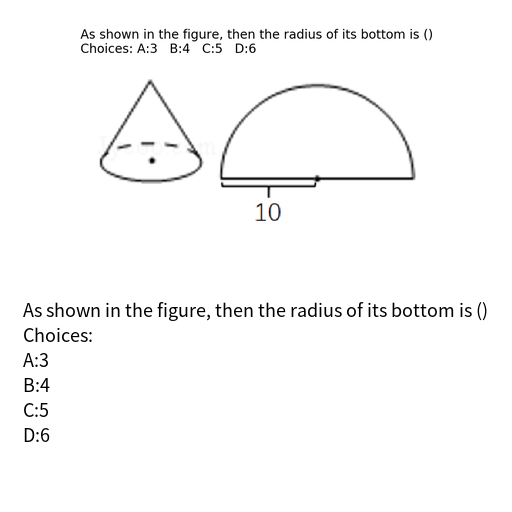 As shown in the figure, then the radius of its bottom is ()
Choices: A:3 B:4 C:5 D:6
10
As shown in the figure, then the radius of its bottom is ()
Choices:
A:3
B:4
C:5
D:6